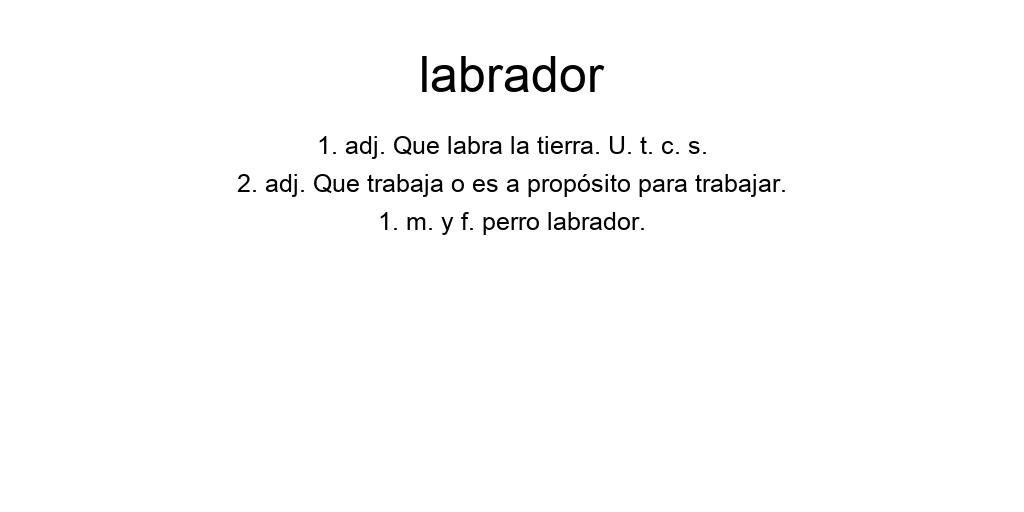 labrador
1. adj. Que labra la tierra. U. t. c. s.
2. adj. Que trabaja o es a propósito para trabajar.
1. m. y f. perro labrador.